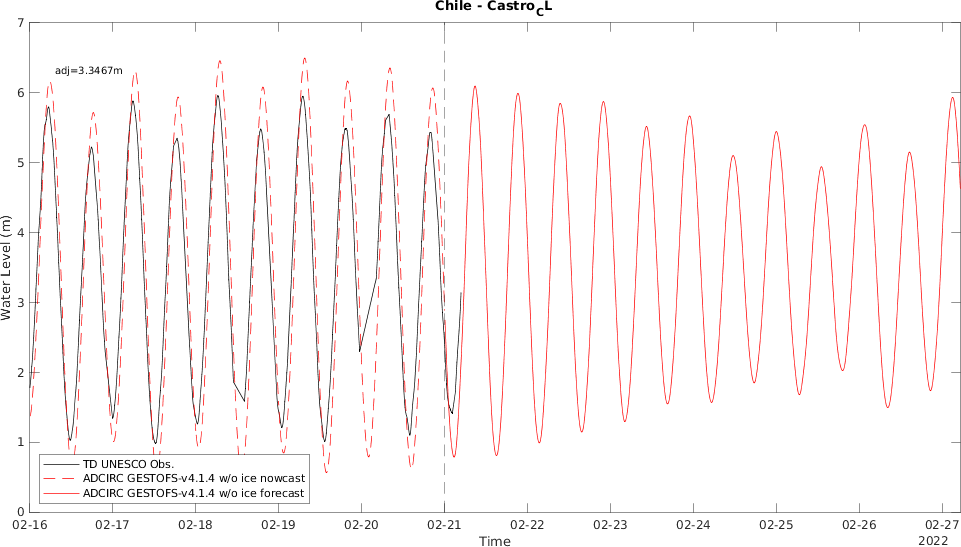 Chile - Castro_CL
7
6
5
4
3
2
1
0
Water Level (m)
adj=3.3467m
TD UNESCO Obs.
ADCIRC GESTOFS-v4.1.4 w/o ice nowcast
ADCIRC GESTOFS-v4.1.4 w/o ice forecast
02-16 02-17 02-18 02-19 02-20 02-21 02-22 02-23 02-24 02-25 02-26 02-27
Time
2022